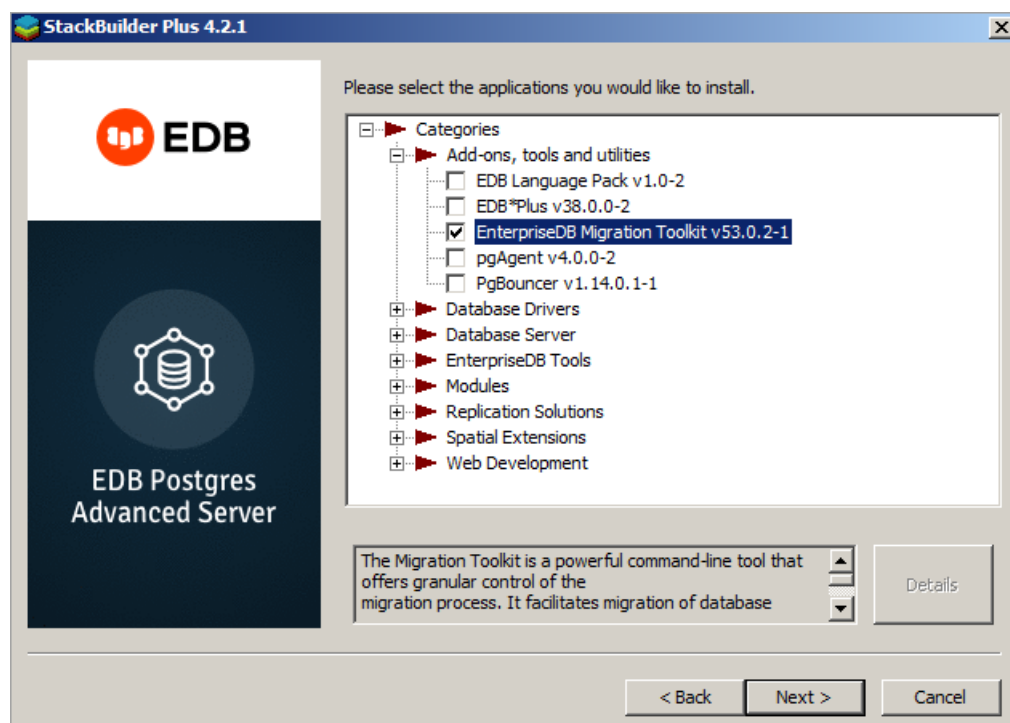 StackBuilder Plus 4.2.1
EDB
EDB Postgres
Advanced Server
Please select the applications you would like to install.
Categories
Add-ons, tools and utilities
EDB Language Pack v1.0-2
EDB*Plus v38.0.0-2
EnterpriseDB Migration Toolkit v53.0.2-1
pgAgent v4.0.0-2
PgBouncer v1.14.0.1-1
Database Drivers
Database Server
EnterpriseDB Tools
Modules
Replication Solutions
Spatial Extensions
Web Development
The Migration Toolkit is a powerful command-line tool that
offers granular control of the
migration process. It facilitates migration of database
Details
< Back
Next >
Cancel